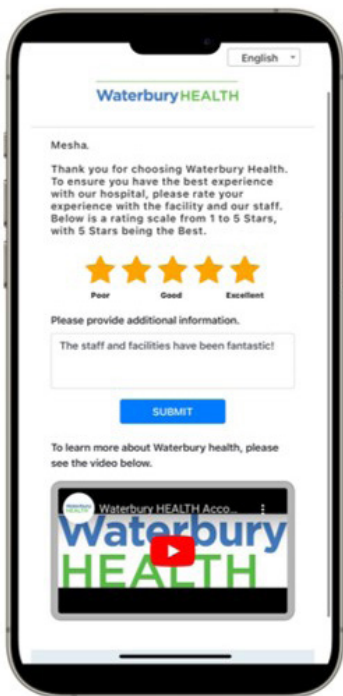 English
Waterbury HEALTH
Mesha.
Thank you for choosing Waterbury Health.
To ensure you have the best experience
with our hospital, please rate your
experience with the facility and our staff.
Below is a rating scale from 1 to 5 Stars,
with 5 Stars being the Best.
Poor Good Excellent
Please provide additional information.
The staff and facilities have been fantastic!
SUBMIT
To learn more about Waterbury health, please
see the video below.
Waterbury HEALTH Acco...
Waterbury
HEALTH